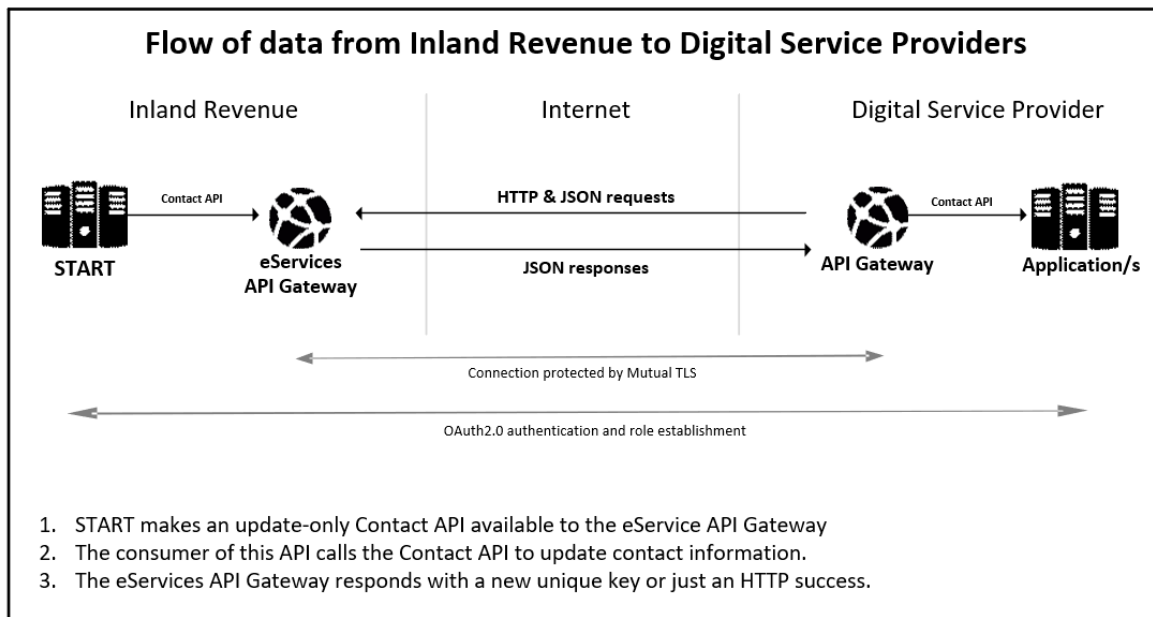 Flow of data from Inland Revenue to Digital Service Providers
Inland Revenue
Internet
Digital Service Provider
Contact API
HTTP & JSON requests
Contact API
START
eServices
API Gateway
JSON responses
API Gateway
Application/s
Connection protected by Mutual TLS
OAuth2.0 authentication and role establishment
1. START makes an update-only Contact API available to the eService API Gateway
2. The consumer of this API calls the Contact API to update contact information.
3. The eServices API Gateway responds with a new unique key or just an HTTP success.